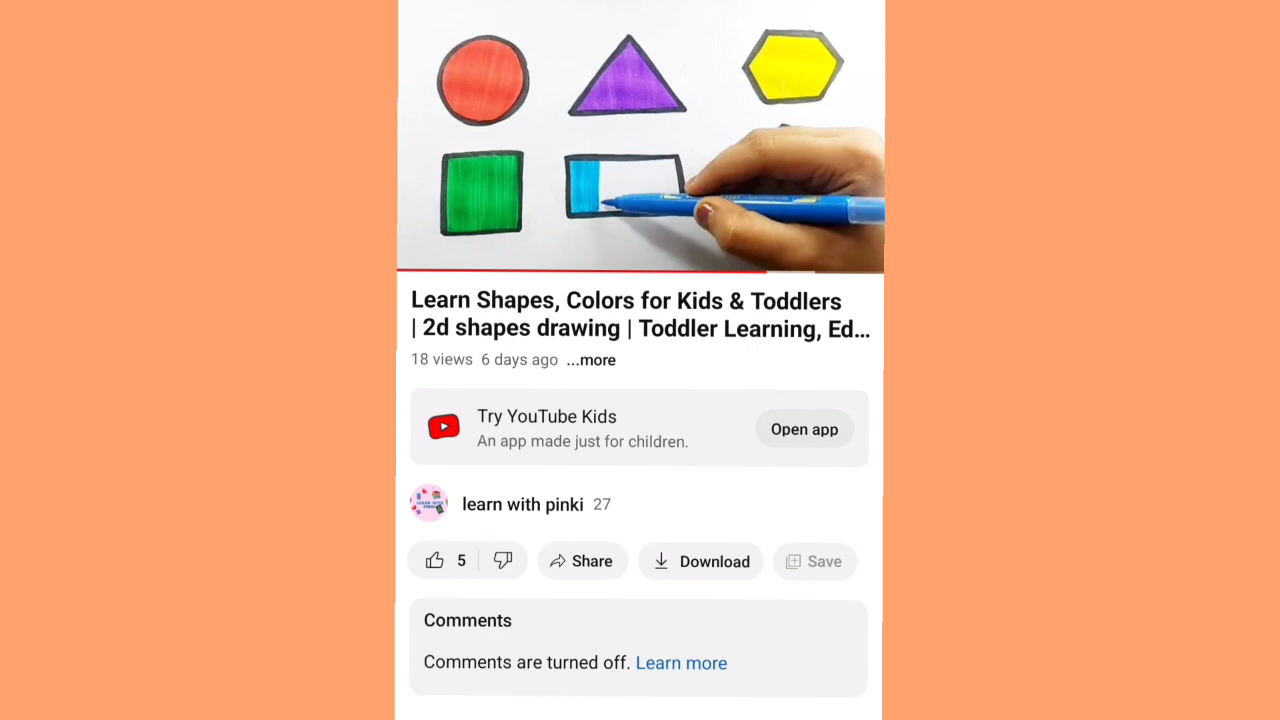 Learn Shapes, Colors for Kids & Toddlers
| 2d shapes drawing | Toddler Learning, Ed...
18 views 6 days ago ...more
Try YouTube Kids
An app made just for children.
Open app
learn with pinki 27
5
Share
Download
Save
Comments
Comments are turned off. Learn more